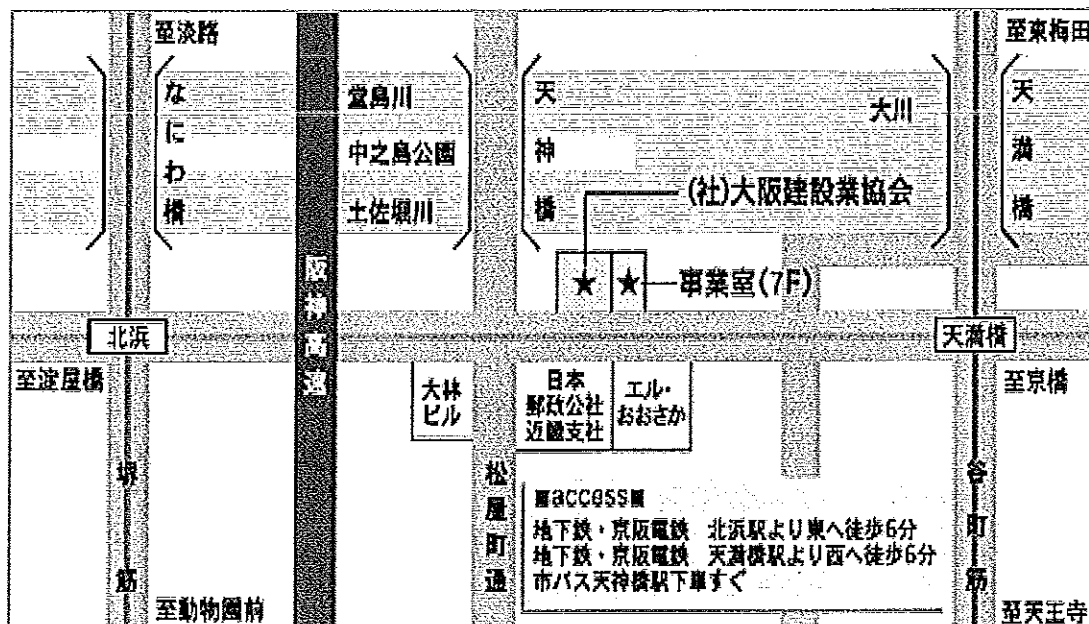 至淡路
至東梅田
なにわ橋
堂島川
中之島公園
土佐堀川
天神橋
大川
天満橋
(社)大阪建設業協会
事業室(7F)
阪神高速
北浜
天満橋
至淀屋橋
至京橋
大林
ビル
日本
郵政公社
近畿支社
エル・
おおさか
堺筋
松屋町通
谷町筋
■access■
地下鉄・京阪電鉄 北浜駅より東へ徒歩6分
地下鉄・京阪電鉄 天満橋駅より西へ徒歩6分
市バス天神橋駅下車すぐ
至動物園前
至天王寺